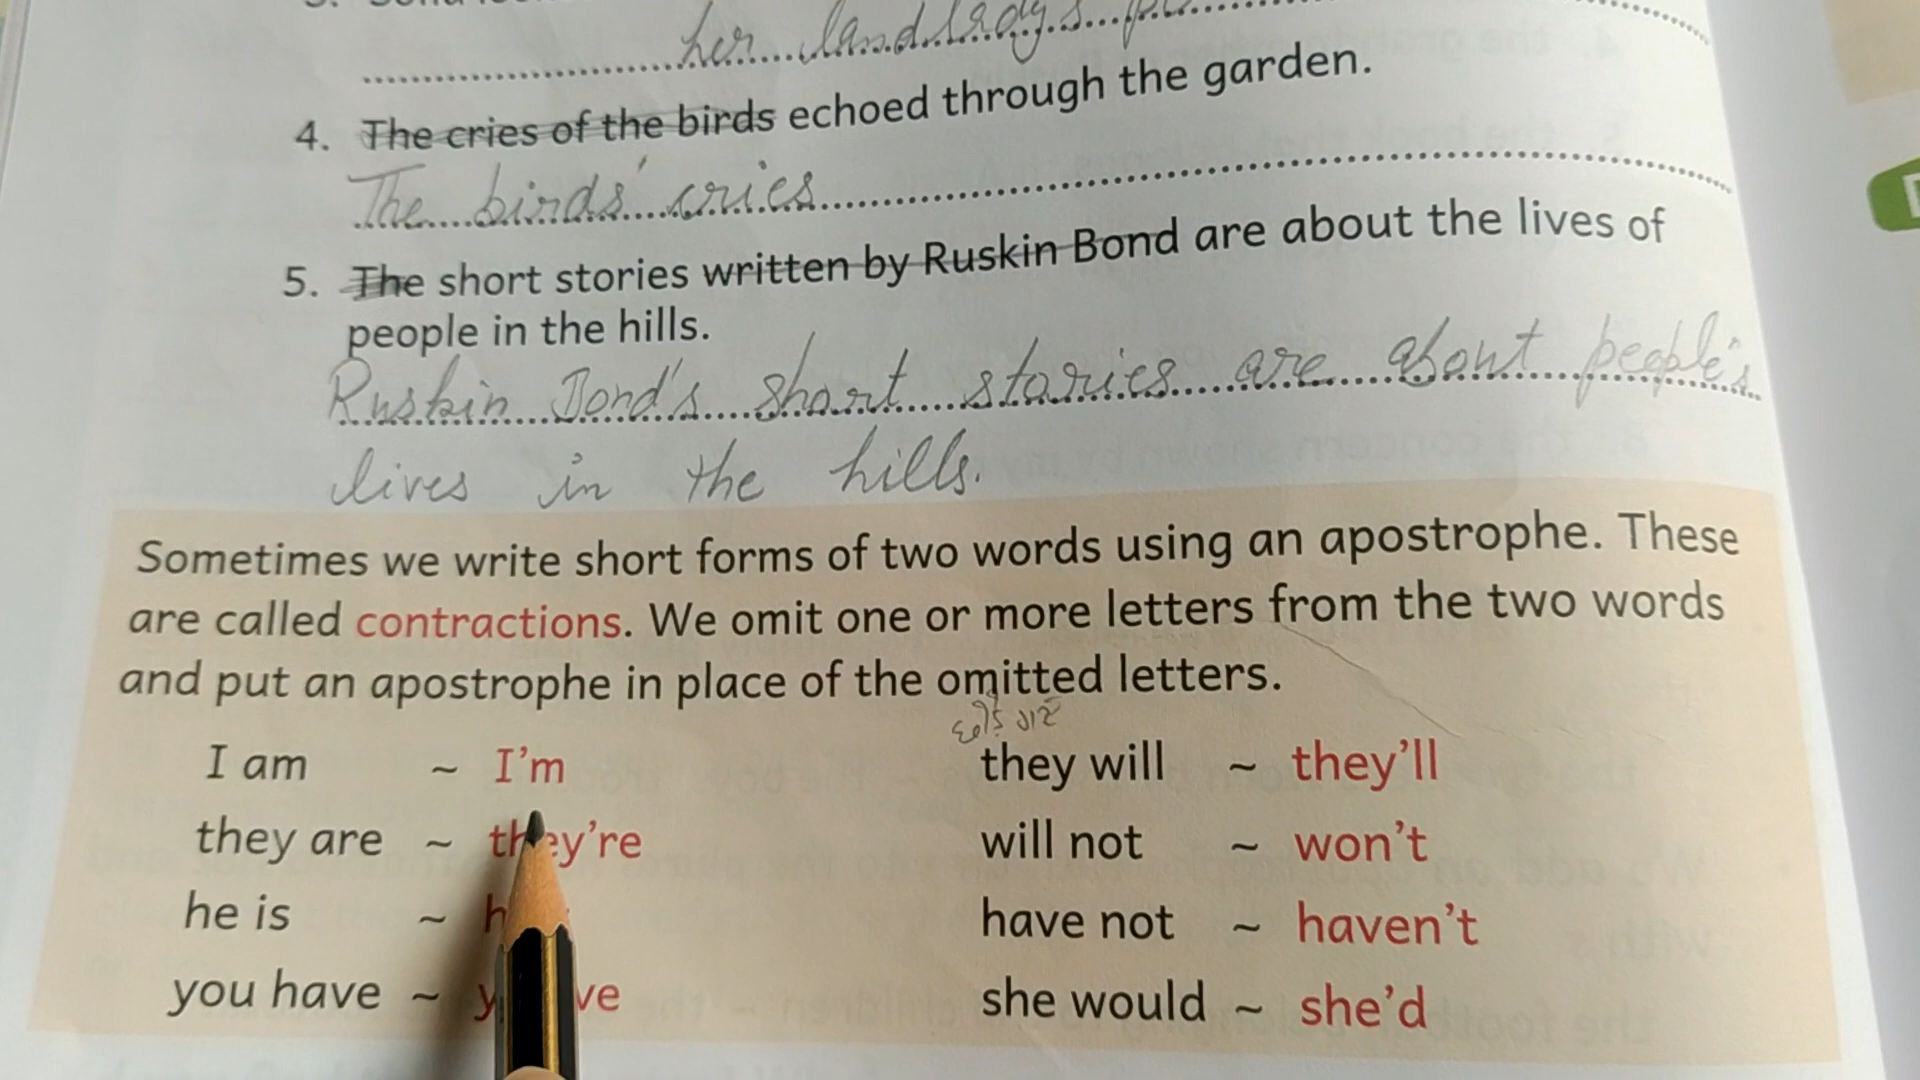 her landlady's
4. The cries of the birds echoed through the garden.
The birds' cries
5. The short stories written by Ruskin Bond are about the lives of
people in the hills.
Ruskin Bond's short stories are about people's
lives in the hills.
Sometimes we write short forms of two words using an apostrophe. These
are called contractions. We omit one or more letters from the two words
and put an apostrophe in place of the omitted letters.
I am ~ I'm they will ~ they'll
they are ~ they're will not ~ won't
he is ~ have not ~ haven't
you have ~ she would ~ she'd